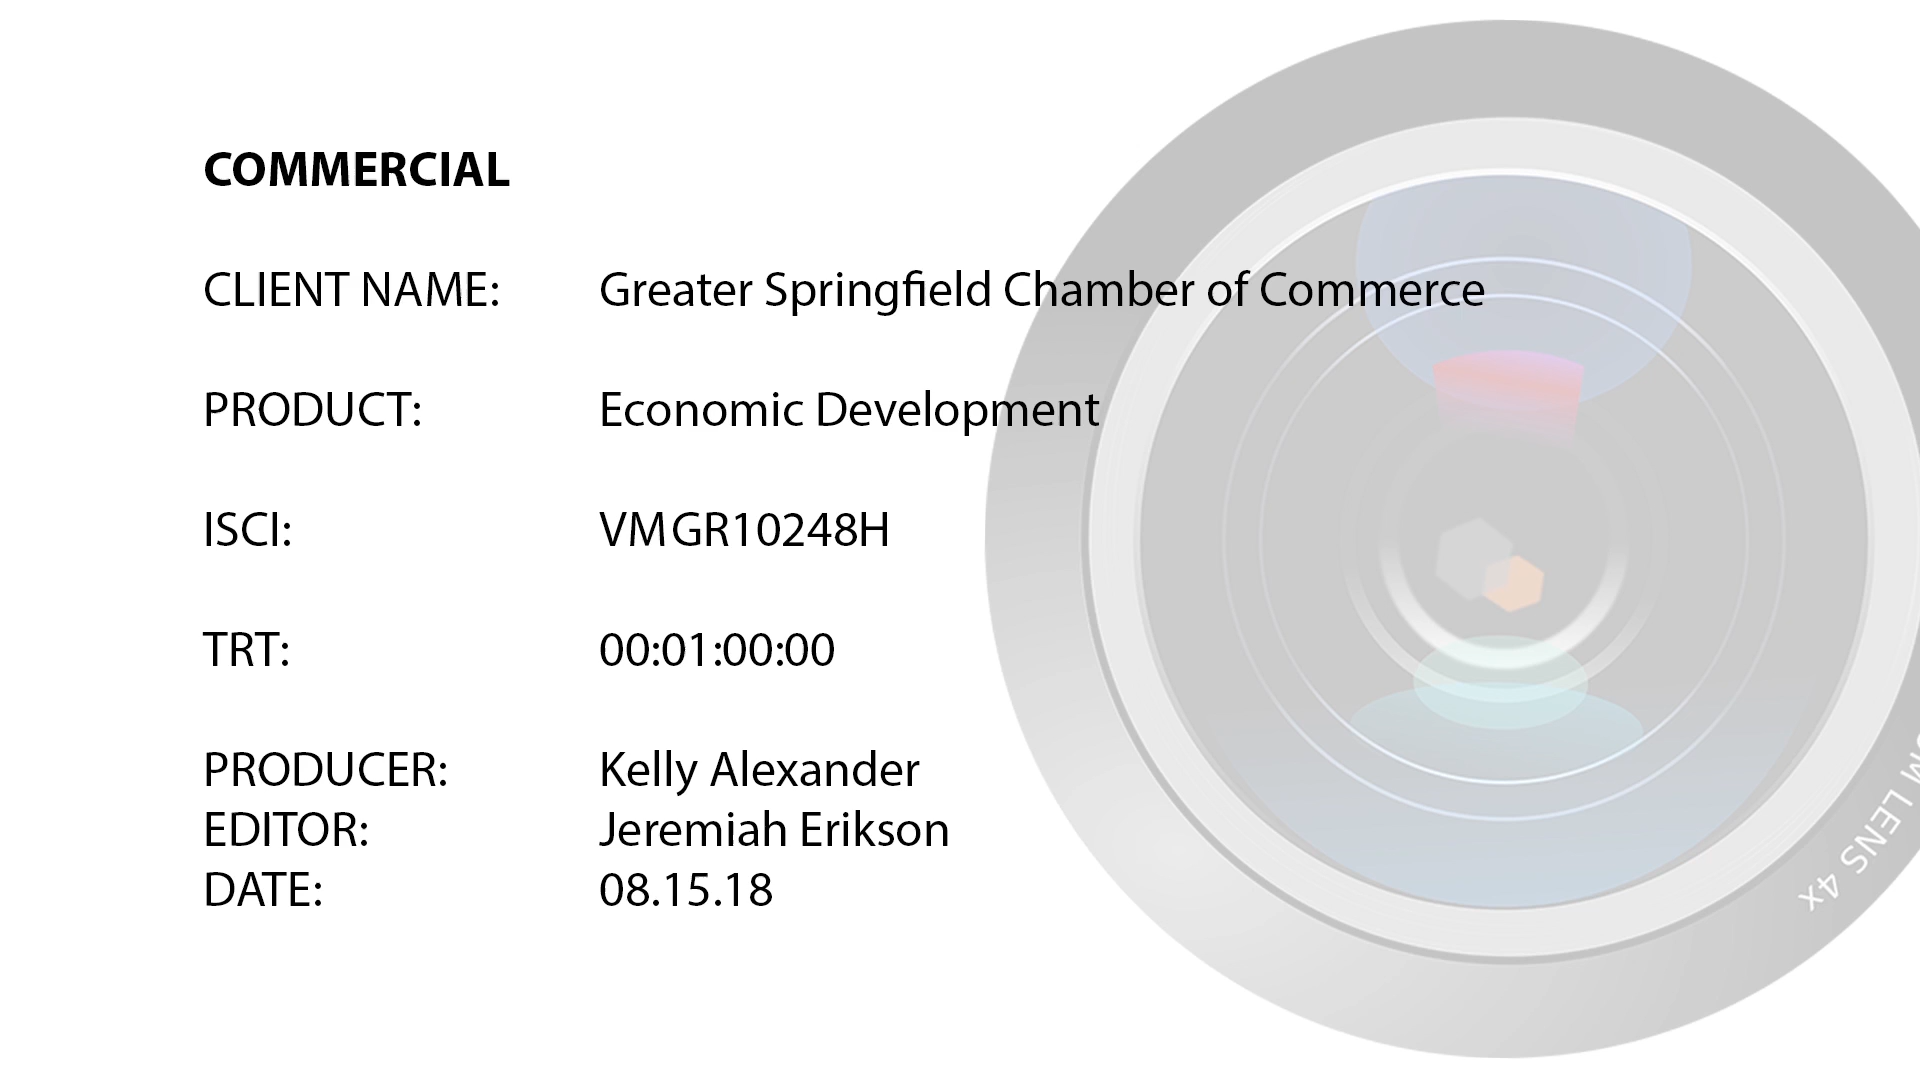 COMMERCIAL
CLIENT NAME: Greater Springfield Chamber of Commerce
PRODUCT: Economic Development
ISCI: VMGR10248H
TRT: 00:01:00:00
PRODUCER: Kelly Alexander
EDITOR: Jeremiah Erikson
DATE: 08.15.18
LENS 4x